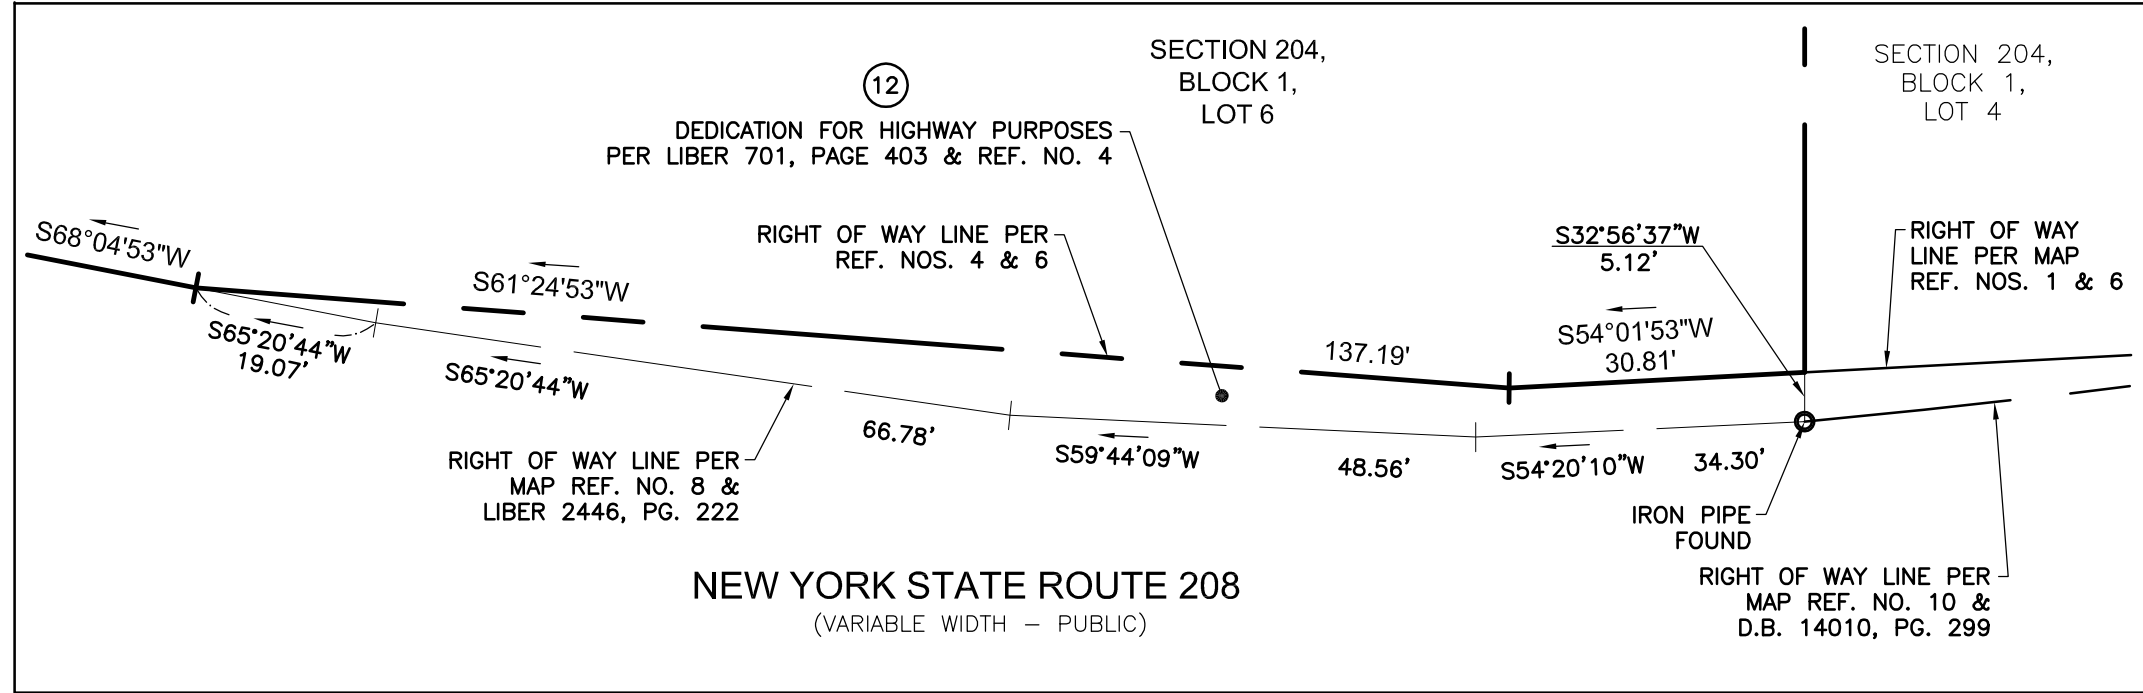 SECTION 204,
BLOCK 1,
LOT 6
SECTION 204,
BLOCK 1,
LOT 4
12
DEDICATION FOR HIGHWAY PURPOSES
PER LIBER 701, PAGE 403 & REF. NO. 4
S68°04'53"W
RIGHT OF WAY LINE PER
REF. NOS. 4 & 6
S32°56'37"W
5.12'
RIGHT OF WAY
LINE PER MAP
REF. NOS. 1 & 6
S61°24'53"W
S65°20'44"W
19.07'
S65°20'44"W
137.19'
S54°01'53"W
30.81'
66.78'
S59°44'09"W
48.56'
S54°20'10"W
34.30'
RIGHT OF WAY LINE PER
MAP REF. NO. 8 &
LIBER 2446, PG. 222
IRON PIPE
FOUND
RIGHT OF WAY LINE PER
MAP REF. NO. 10 &
D.B. 14010, PG. 299
NEW YORK STATE ROUTE 208
(VARIABLE WIDTH – PUBLIC)